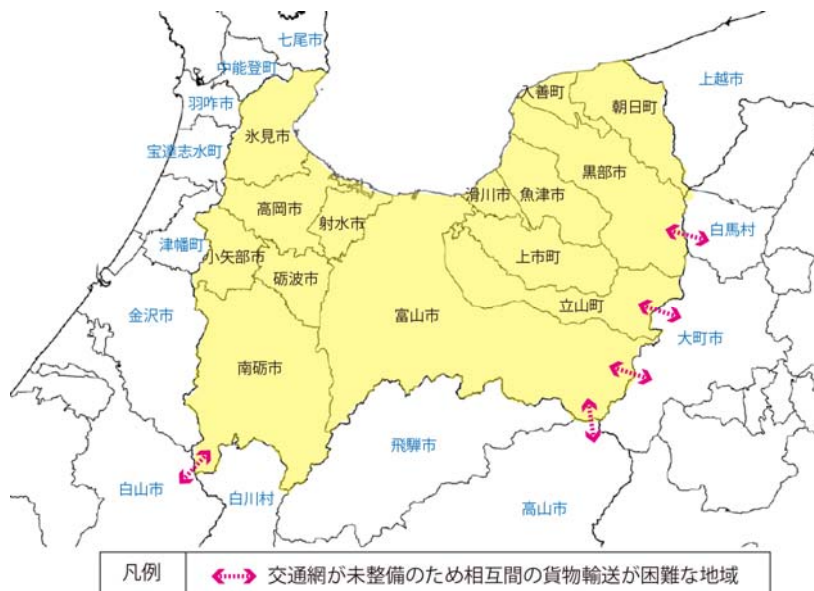 七尾市
中能登町
羽咋市
氷見市
宝達志水町
高岡市
射水市
津幡町
小矢部市
砺波市
金沢市
南砺市
白山市
白川村
飛騨市
高山市
富山市
入善町
朝日町
上越市
黒部市
滑川市
魚津市
白馬村
上市町
立山町
大町市
凡例
交通網が未整備のため相互間の貨物輸送が困難な地域